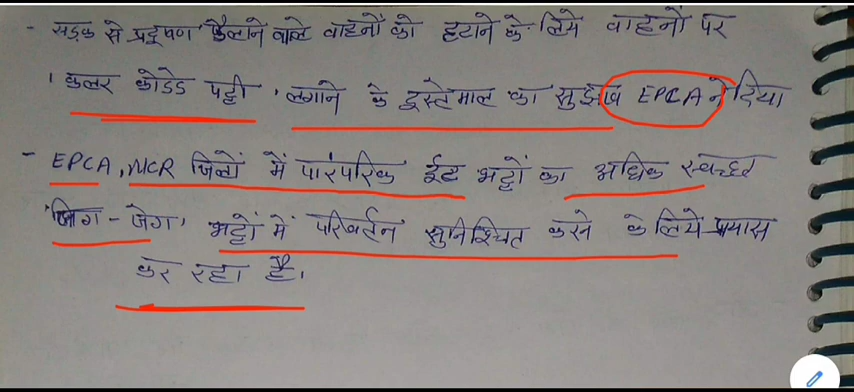 - सड़क से प्रदूषण फैलाने वाले वाहनों को हटाने के लिये वाहनों पर
'कलर कोडेड पट्टी' लगाने के इस्तेमाल का सुझाव EPCA ने दिया
- EPCA, NCR जिलों में पारंपरिक ईंट भट्टों का अधिक स्वच्छ
'जिग-जैग' भट्टों में परिवर्तन सुनिश्चित करने के लिये प्रयास
कर रहा है।